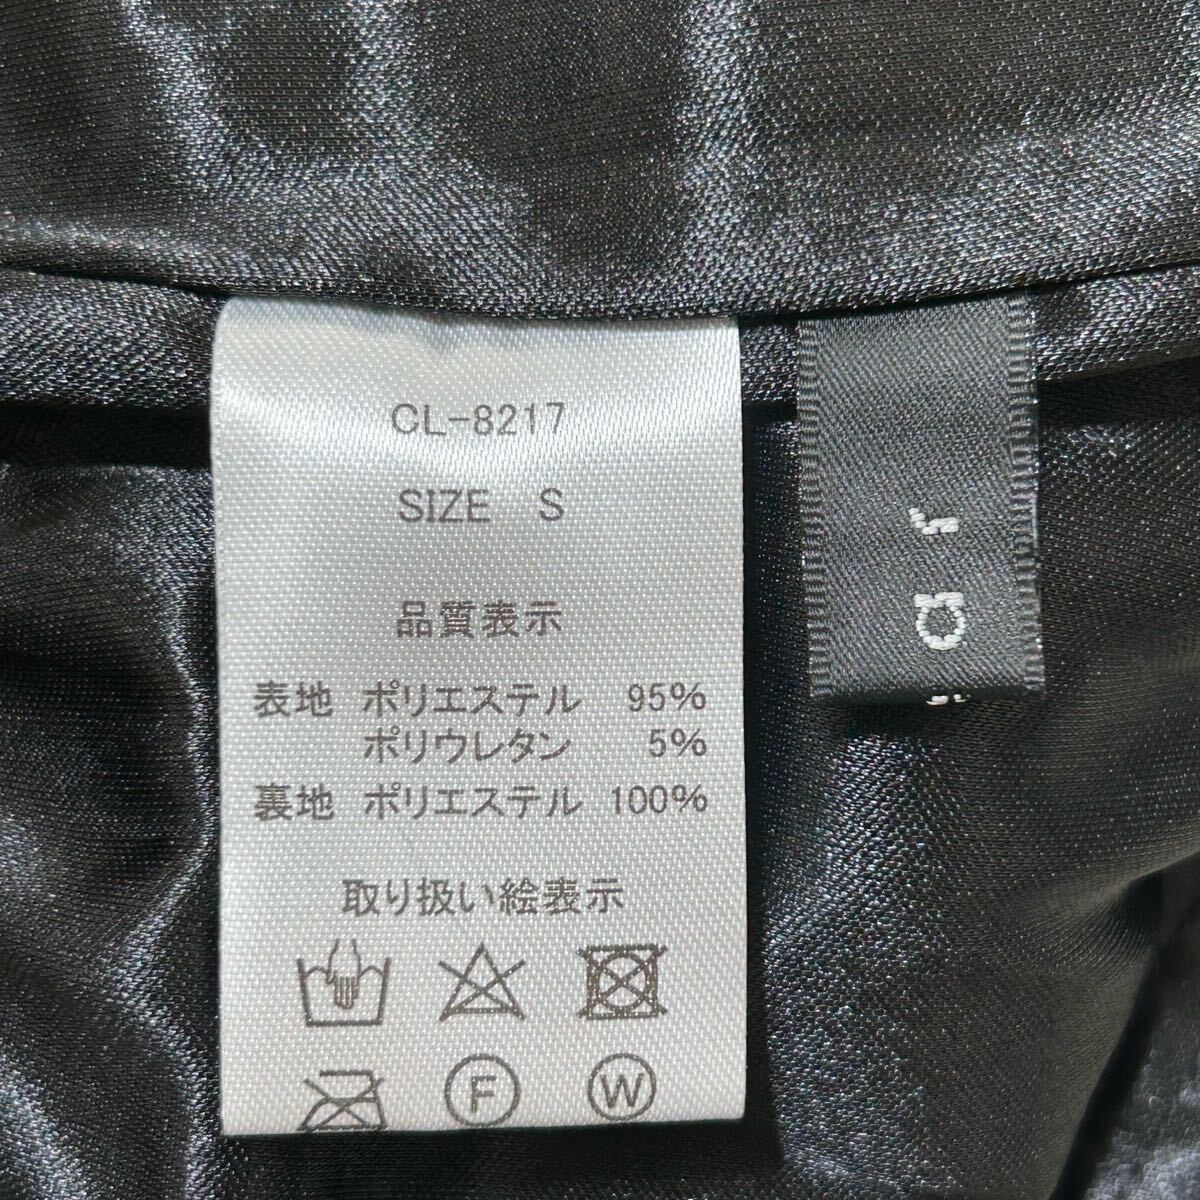 CL-8217
SIZE S
品質表示
表地 ポリエステル 95%
ポリウレタン 5%
裏地 ポリエステル 100%
取り扱い絵表示
F W
ar